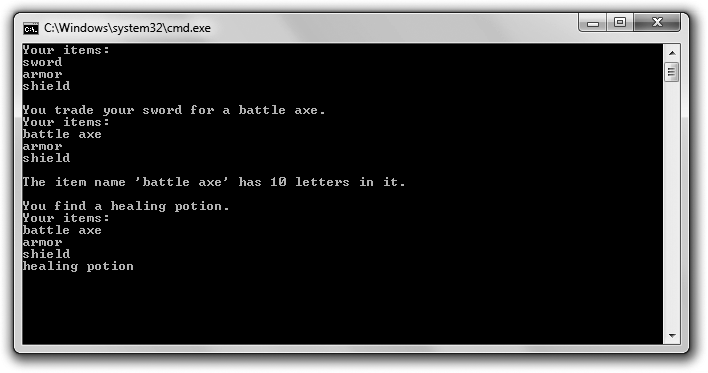 C:\Windows\system32\cmd.exe
Your items:
sword
armor
shield
You trade your sword for a battle axe.
Your items:
battle axe
armor
shield
The item name 'battle axe' has 10 letters in it.
You find a healing potion.
Your items:
battle axe
armor
shield
healing potion